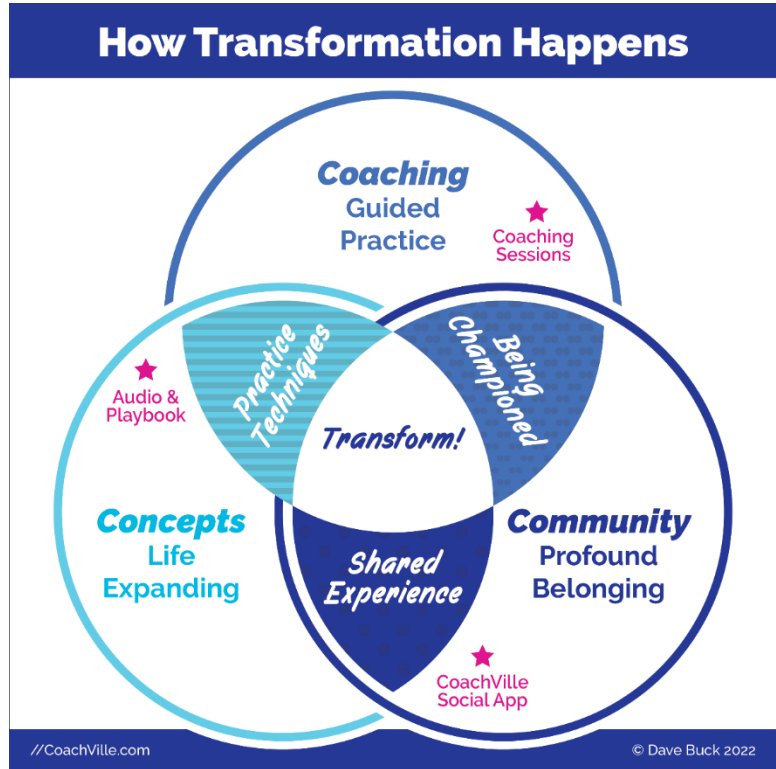 How Transformation Happens
Coaching
Guided
Practice
Coaching
Sessions
Practice
Techniques
Being
Championed
Audio &
Playbook
Transform!
Concepts
Life
Expanding
Community
Profound
Belonging
Shared
Experience
CoachVille
Social App
//CoachVille.com
© Dave Buck 2022